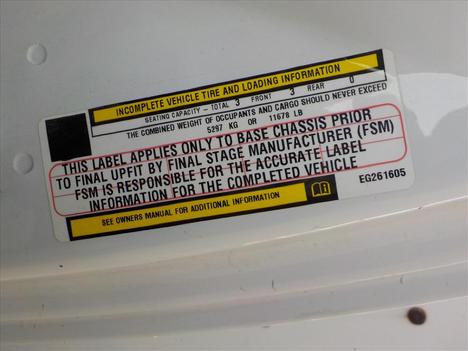 INCOMPLETE VEHICLE TIRE AND LOADING INFORMATION
SEATING CAPACITY - TOTAL 3 FRONT 3 REAR 0
THE COMBINED WEIGHT OF OCCUPANTS AND CARGO SHOULD NEVER EXCEED
5297 KG OR 11678 LB
THIS LABEL APPLIES ONLY TO BASE CHASSIS PRIOR
TO FINAL UPFIT BY FINAL STAGE MANUFACTURER (FSM)
FSM IS RESPONSIBLE FOR THE ACCURATE LABEL
INFORMATION FOR THE COMPLETED VEHICLE
EG261605
SEE OWNERS MANUAL FOR ADDITIONAL INFORMATION